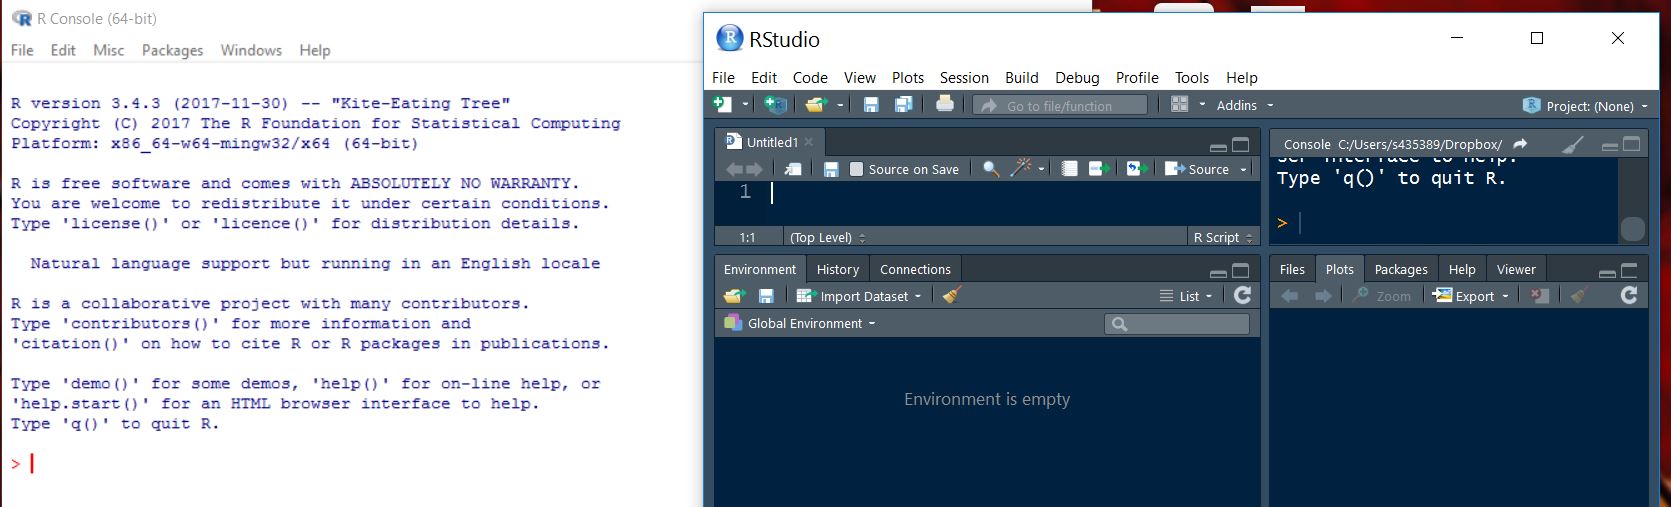 R Console (64-bit)
File Edit Misc Packages Windows Help
R version 3.4.3 (2017-11-30) -- "Kite-Eating Tree"
Copyright (C) 2017 The R Foundation for Statistical Computing
Platform: x86_64-w64-mingw32/x64 (64-bit)
R is free software and comes with ABSOLUTELY NO WARRANTY.
You are welcome to redistribute it under certain conditions.
Type 'license()' or 'licence()' for distribution details.
Natural language support but running in an English locale
R is a collaborative project with many contributors.
Type 'contributors()' for more information and
'citation()' on how to cite R or R packages in publications.
Type 'demo()' for some demos, 'help()' for on-line help, or
'help.start()' for an HTML browser interface to help.
Type 'q()' to quit R.
>
RStudio
File Edit Code View Plots Session Build Debug Profile Tools Help
Go to file/function Addins Project: (None)
Untitled1
Source on Save Source
1
1:1 (Top Level) R Script
Console C:/Users/s435389/Dropbox/
ser interface to help.
Type 'q()' to quit R.
>
Environment History Connections
Import Dataset List
Global Environment
Environment is empty
Files Plots Packages Help Viewer
Zoom Export